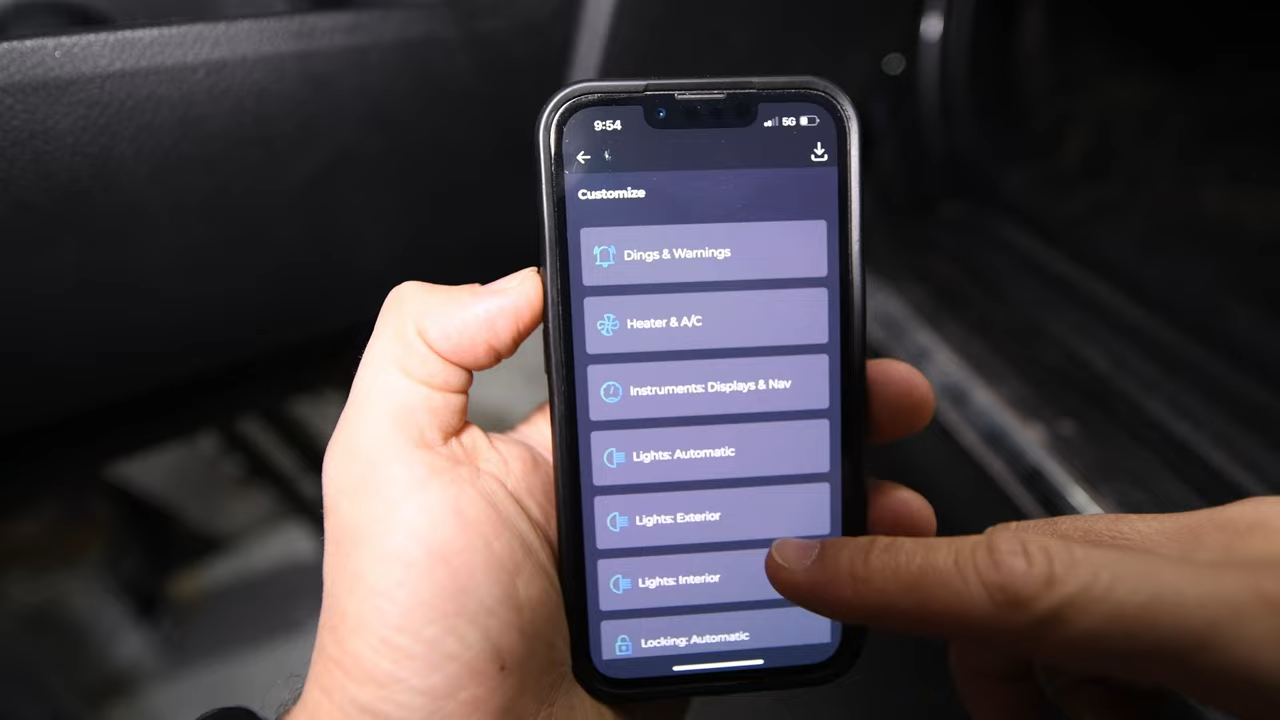 9:54
5G
Customize
Dings & Warnings
Heater & A/C
Instruments: Displays & Nav
Lights: Automatic
Lights: Exterior
Lights: Interior
Locking: Automatic